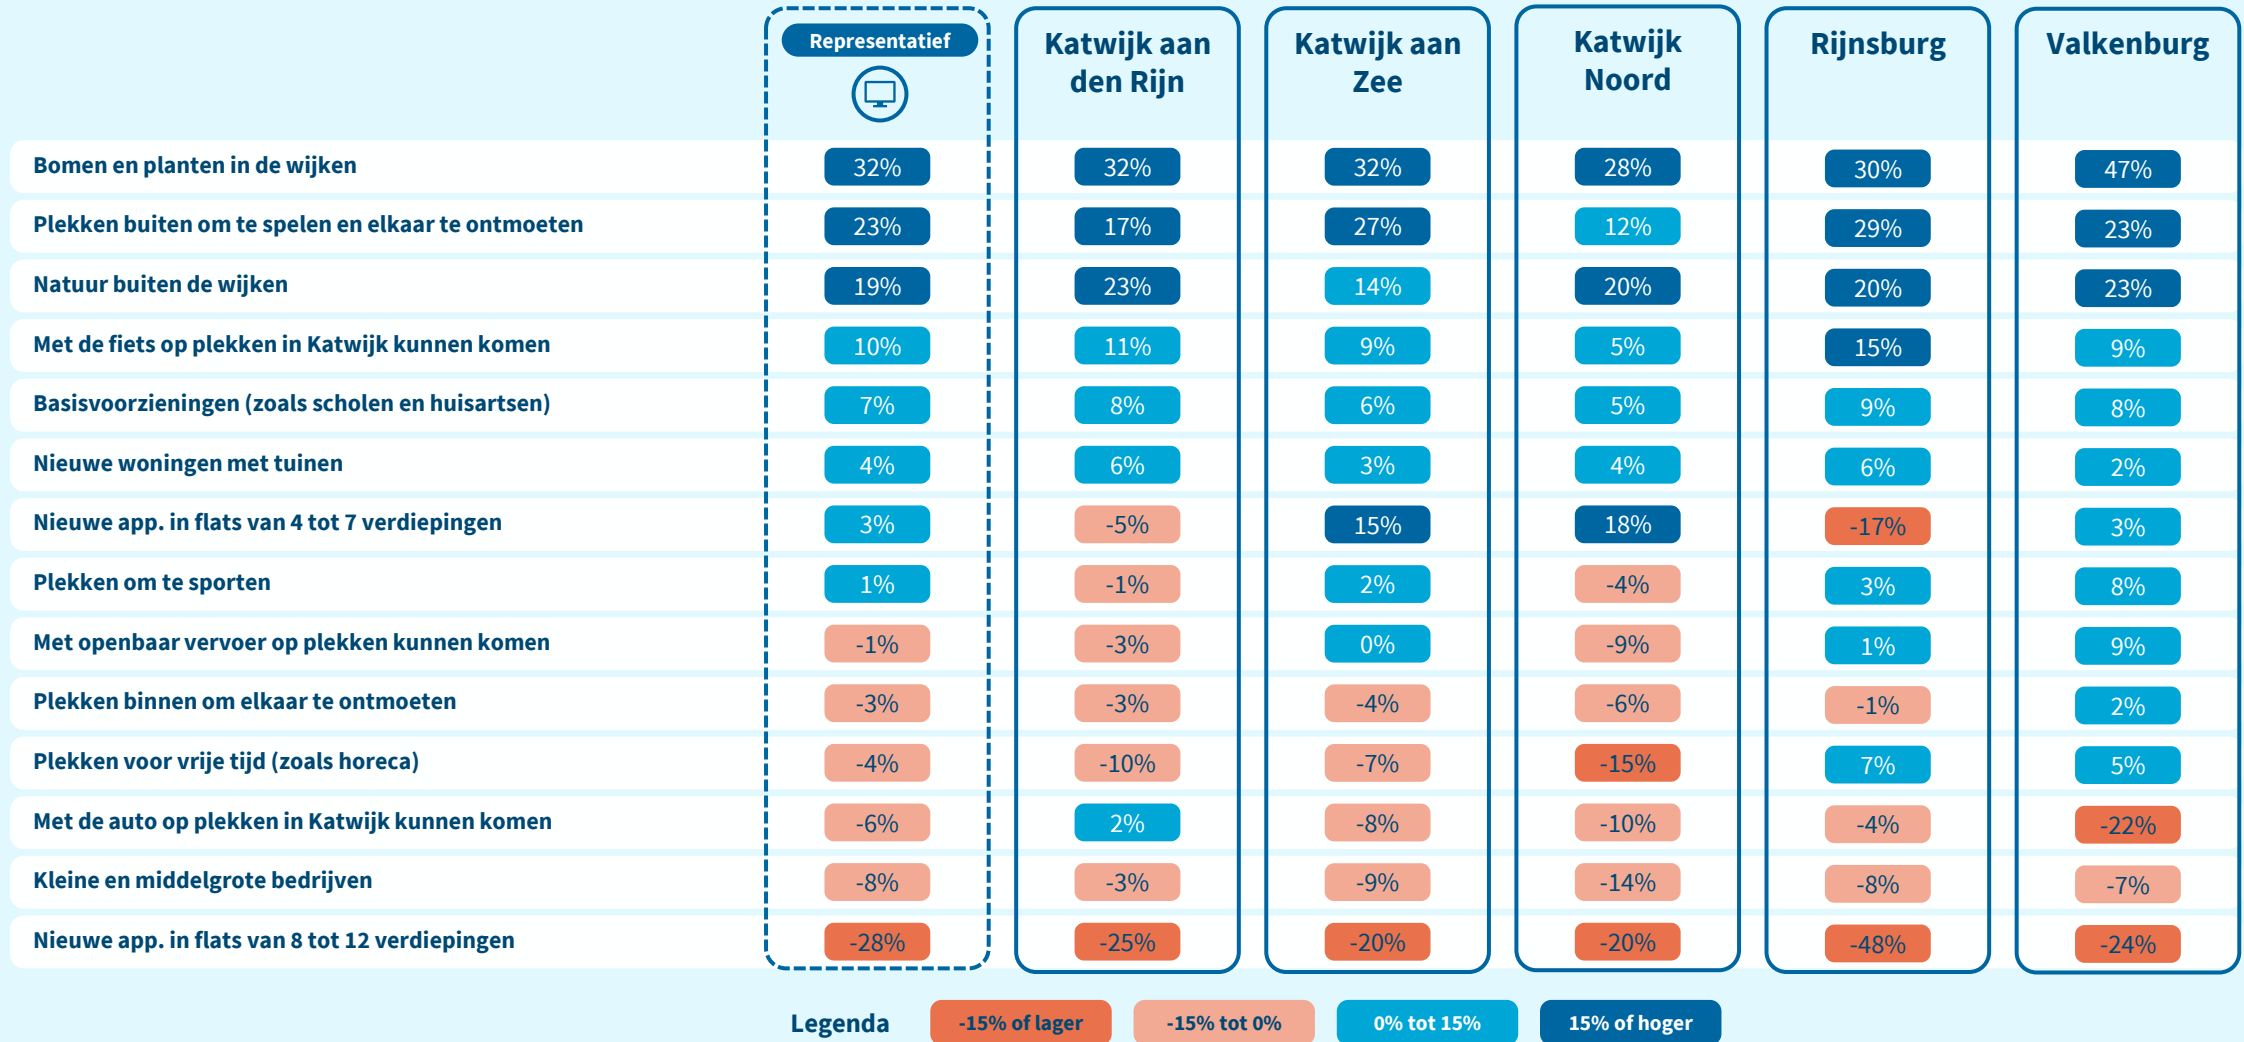 Representatief
Katwijk aan
den Rijn
Katwijk aan
Zee
Katwijk
Noord
Rijnsburg
Valkenburg
Bomen en planten in de wijken 32% 32% 32% 28% 30% 47%
Plekken buiten om te spelen en elkaar te ontmoeten 23% 17% 27% 12% 29% 23%
Natuur buiten de wijken 19% 23% 14% 20% 20% 23%
Met de fiets op plekken in Katwijk kunnen komen 10% 11% 9% 5% 15% 9%
Basisvoorzieningen (zoals scholen en huisartsen) 7% 8% 6% 5% 9% 8%
Nieuwe woningen met tuinen 4% 6% 3% 4% 6% 2%
Nieuwe app. in flats van 4 tot 7 verdiepingen 3% -5% 15% 18% -17% 3%
Plekken om te sporten 1% -1% 2% -4% 3% 8%
Met openbaar vervoer op plekken kunnen komen -1% -3% 0% -9% 1% 9%
Plekken binnen om elkaar te ontmoeten -3% -3% -4% -6% -1% 2%
Plekken voor vrije tijd (zoals horeca) -4% -10% -7% -15% 7% 5%
Met de auto op plekken in Katwijk kunnen komen -6% 2% -8% -10% -4% -22%
Kleine en middelgrote bedrijven -8% -3% -9% -14% -8% -7%
Nieuwe app. in flats van 8 tot 12 verdiepingen -28% -25% -20% -20% -48% -24%
Legenda -15% of lager -15% tot 0% 0% tot 15% 15% of hoger